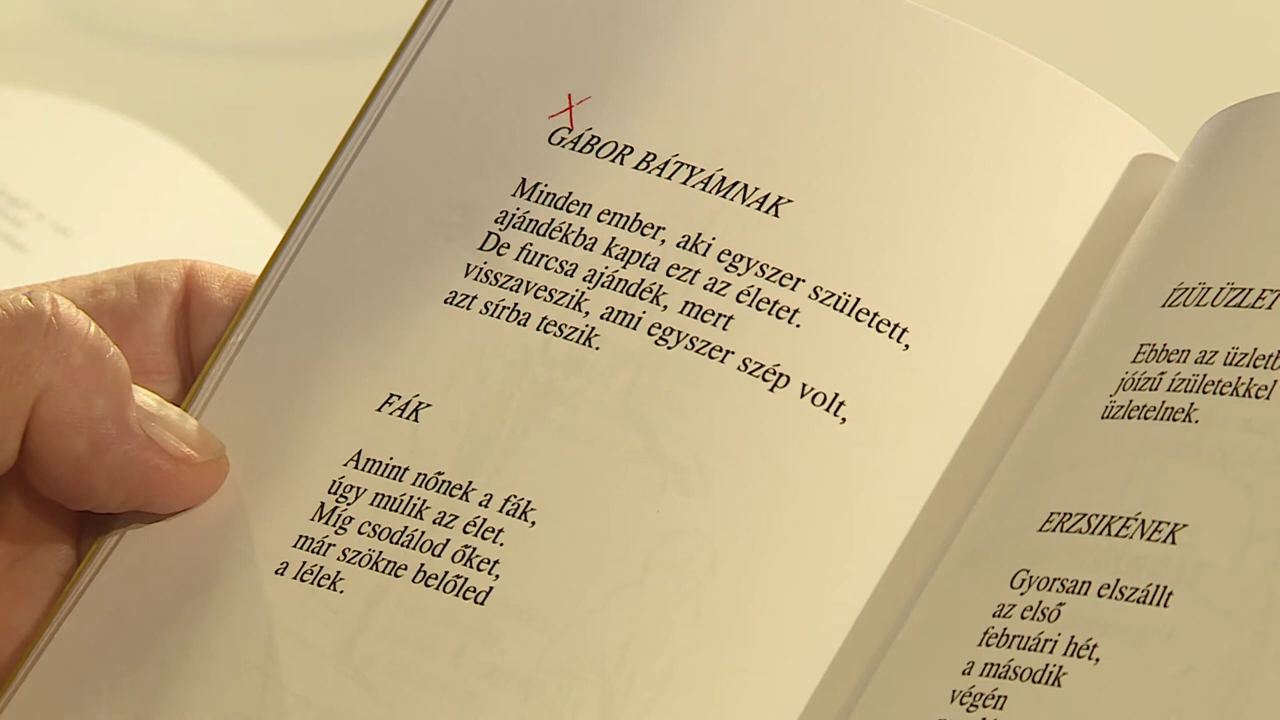 GÁBOR BÁTYÁMNAK
Minden ember, aki egyszer született,
ajándékba kapta ezt az életet.
De furcsa ajándék, mert
visszaveszik, ami egyszer szép volt,
azt sírba teszik.
FÁK
Amint nőnek a fák,
úgy múlik az élet.
Míg csodálod őket,
már szökne belőled
a lélek.
ÍZÜLÜZLET
Ebben az
jóízű ízületekkel
üzletelnek.
ERZSIKÉNEK
Gyorsan elszállt
az első
februári hét,
a második
végén